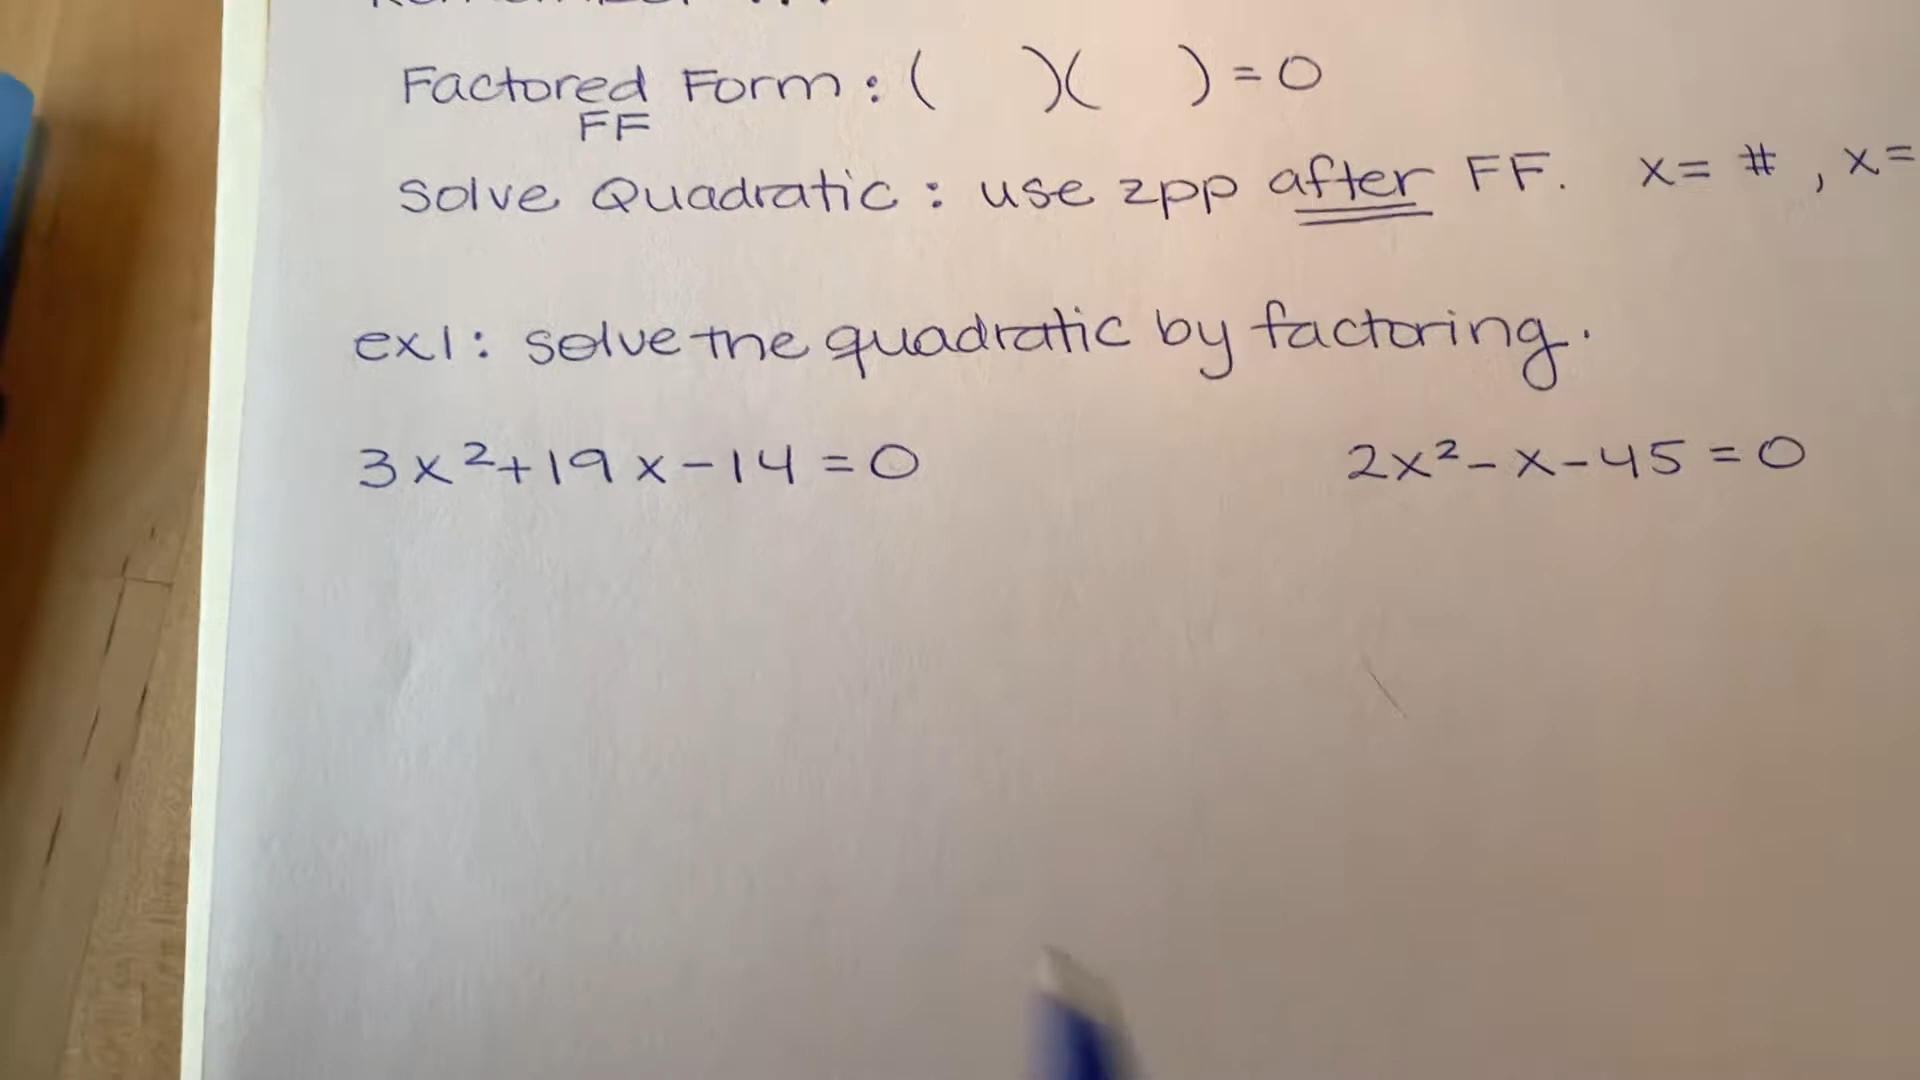 Factored Form : ( )( ) = 0
FF
Solve Quadratic : use zpp after FF. x = # , x =
ex1: solve the quadratic by factoring.
3x²+19x-14=0
2x²-x-45=0